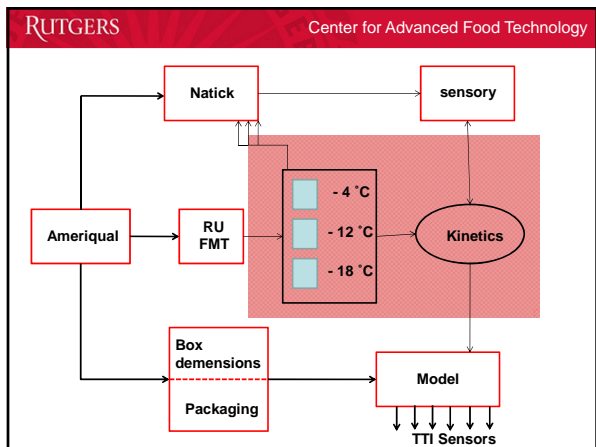 RUTGERS
Center for Advanced Food Technology
Natick
sensory
- 4 ˚C
Ameriqual
RU
FMT
- 12 ˚C
Kinetics
- 18 ˚C
Box
demensions
Packaging
Model
TTI Sensors